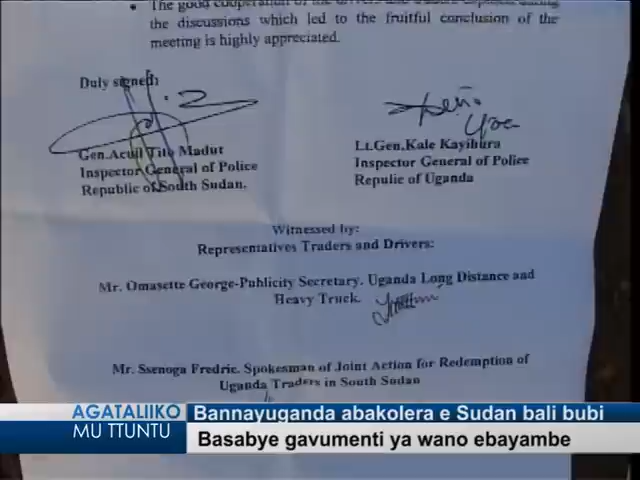 The good cooperation of the drivers and traders
the discussions which led to the fruitful conclusion of the
meeting is highly appreciated.
Duly signed:
Gen.Acuil Tito Madut
Inspector General of Police
Republic of South Sudan.
Lt.Gen.Kale Kayihura
Inspector General of Police
Repulic of Uganda
Witnessed by:
Representatives Traders and Drivers:
Mr. Omasette George-Publicity Secretary. Uganda Long Distance and
Heavy Truck.
Mr. Ssenoga Fredric. Spokesman of Joint Action for Redemption of
Uganda Traders in South Sudan
AGATALIIKO
MU TTUNTU
Bannayuganda abakolera e Sudan bali bubi
Basabye gavumenti ya wano ebayambe